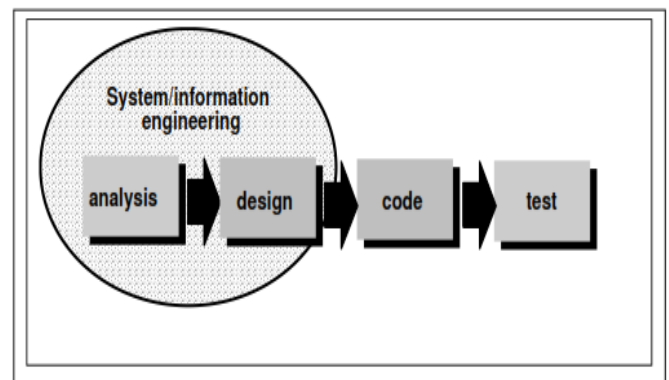 System/information
engineering
analysis
design
code
test